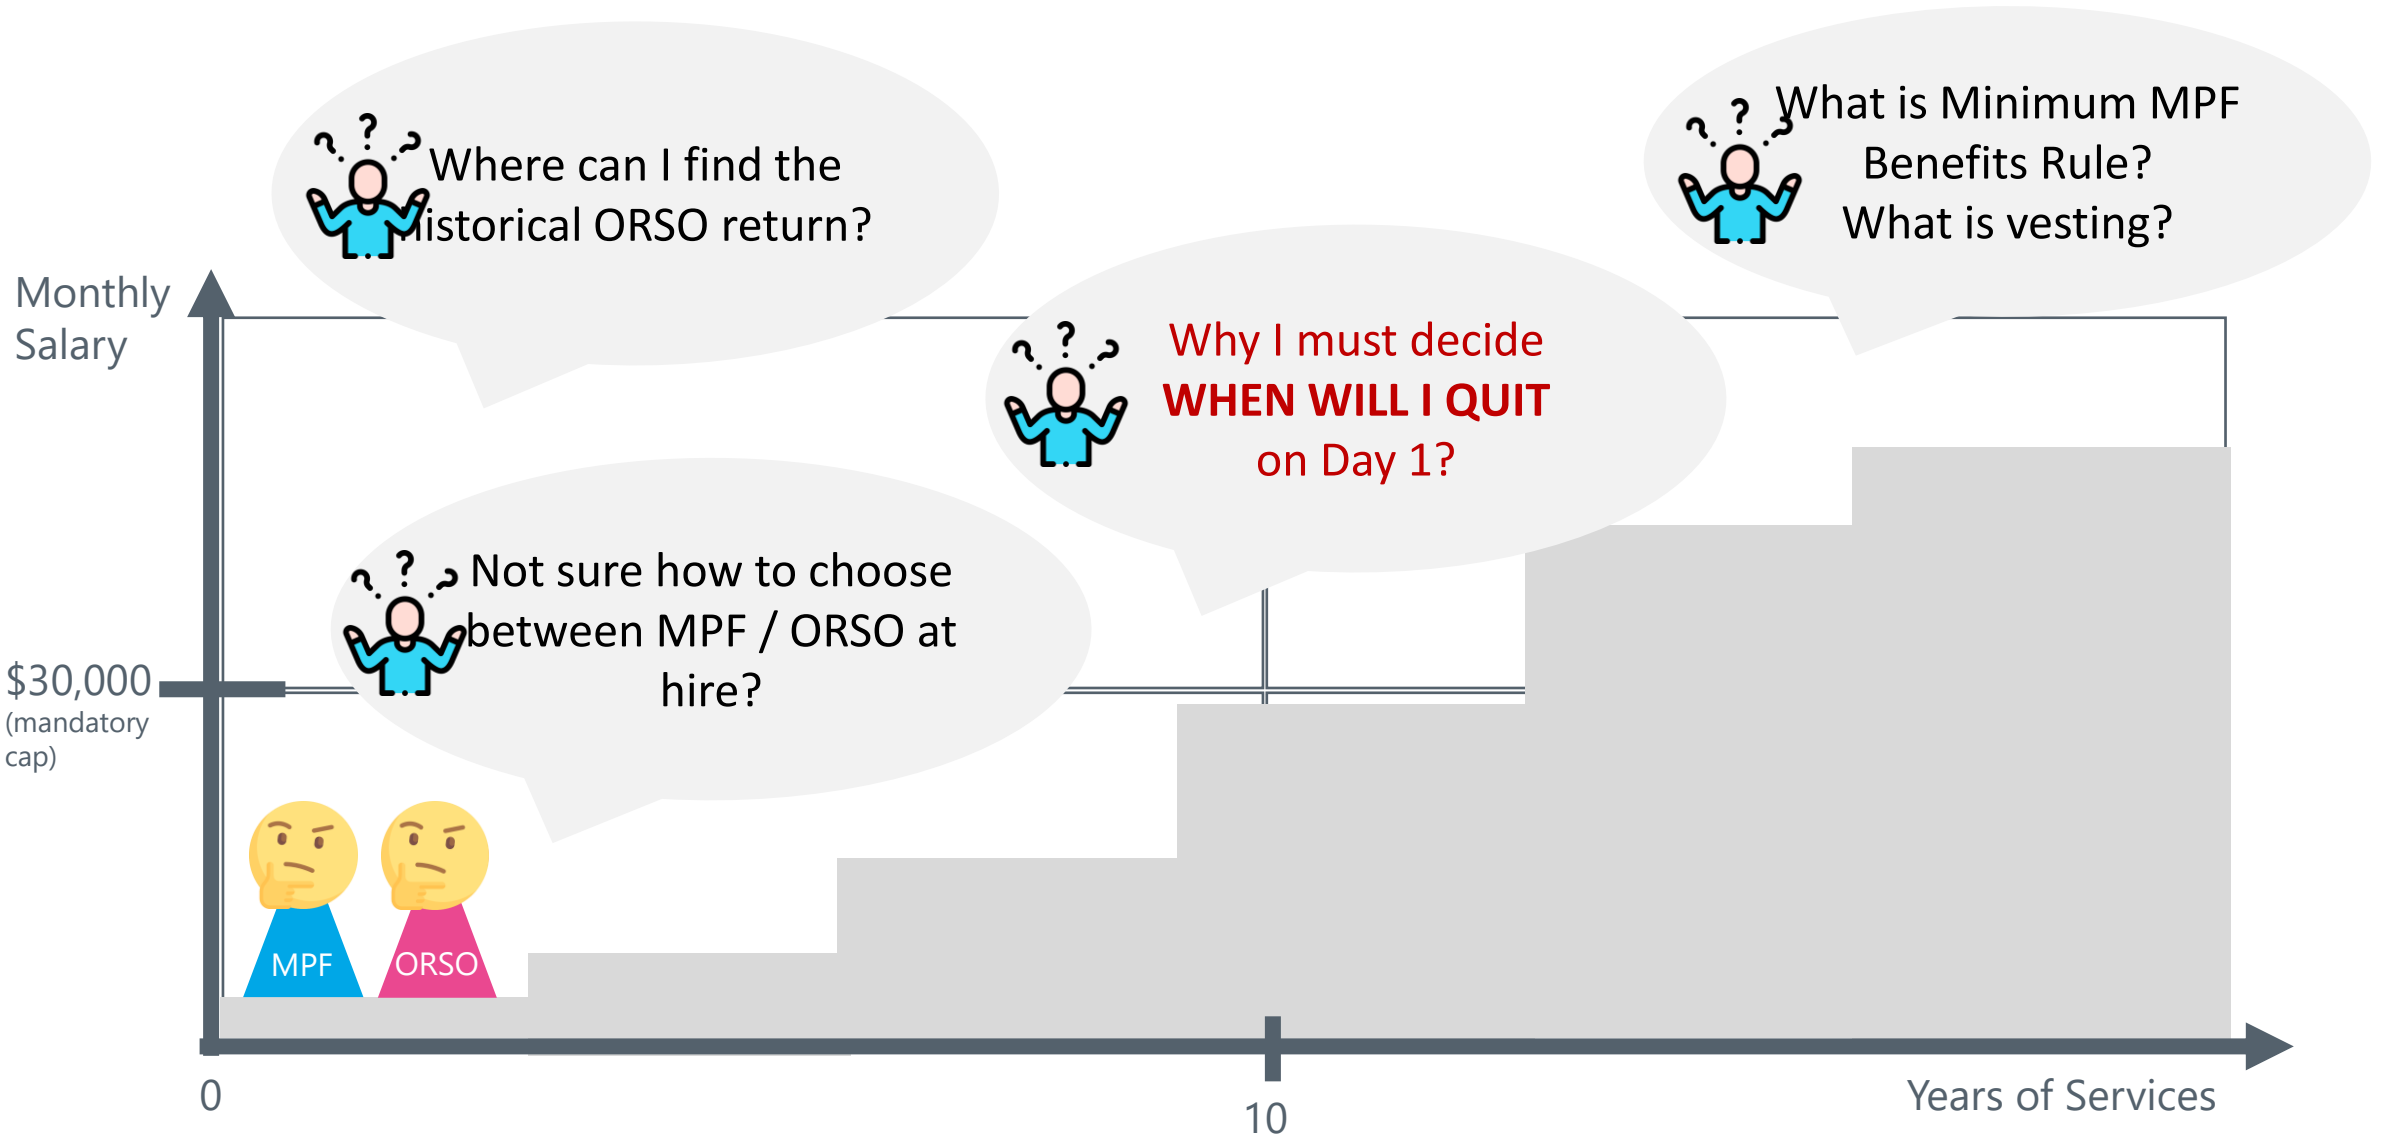 Where can I find the
historical ORSO return?
What is Minimum MPF
Benefits Rule?
What is vesting?
Monthly
Salary
Why I must decide
WHEN WILL I QUIT
on Day 1?
Not sure how to choose
between MPF / ORSO at
hire?
$30,000
(mandatory
cap)
MPF
ORSO
0
10
Years of Services